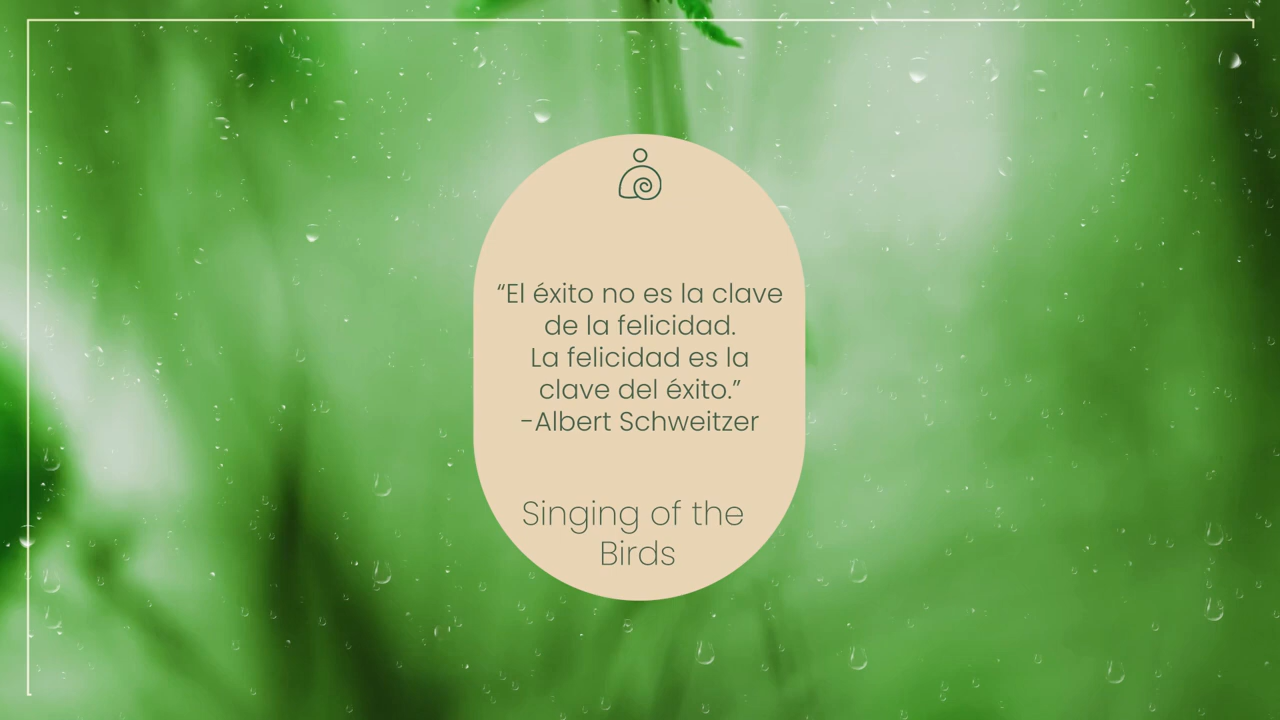 “El éxito no es la clave
de la felicidad.
La felicidad es la
clave del éxito.”
-Albert Schweitzer
Singing of the
Birds